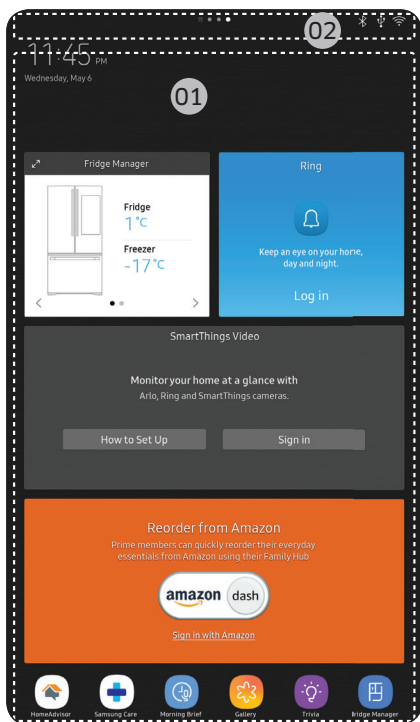 02
11:45 PM
Wednesday, May 6
01
Fridge Manager
Fridge
1°C
Freezer
-17°C
Ring
Keep an eye on your home,
day and night.
Log in
SmartThings Video
Monitor your home at a glance with
Arlo, Ring and SmartThings cameras.
How to Set Up
Sign in
Reorder from Amazon
Prime members can quickly reorder their everyday
essentials from Amazon using their Family Hub
amazon dash
Sign in with Amazon
HomeAdvisor
Samsung Care
Morning Brief
Gallery
Trivia
Fridge Manager